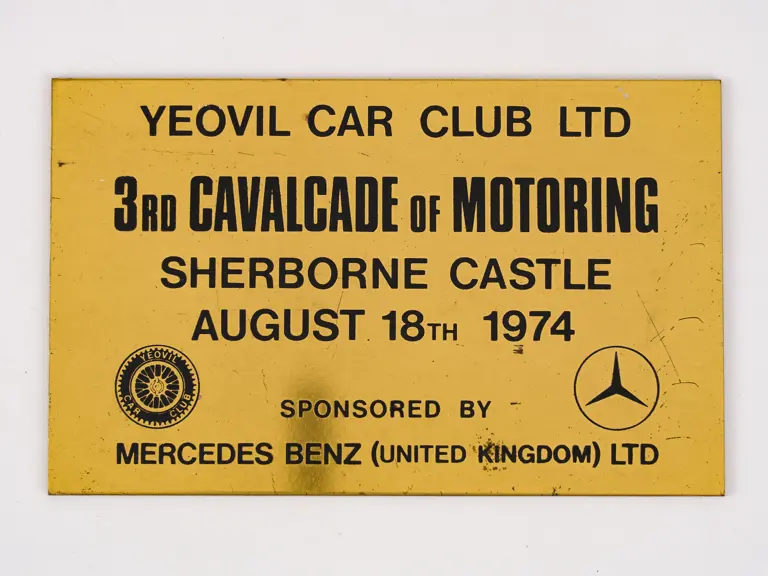 YEOVIL CAR CLUB LTD
3RD CAVALCADE OF MOTORING
SHERBORNE CASTLE
AUGUST 18TH 1974
YEOVIL
CAR CLUB
SPONSORED BY
MERCEDES BENZ (UNITED KINGDOM) LTD